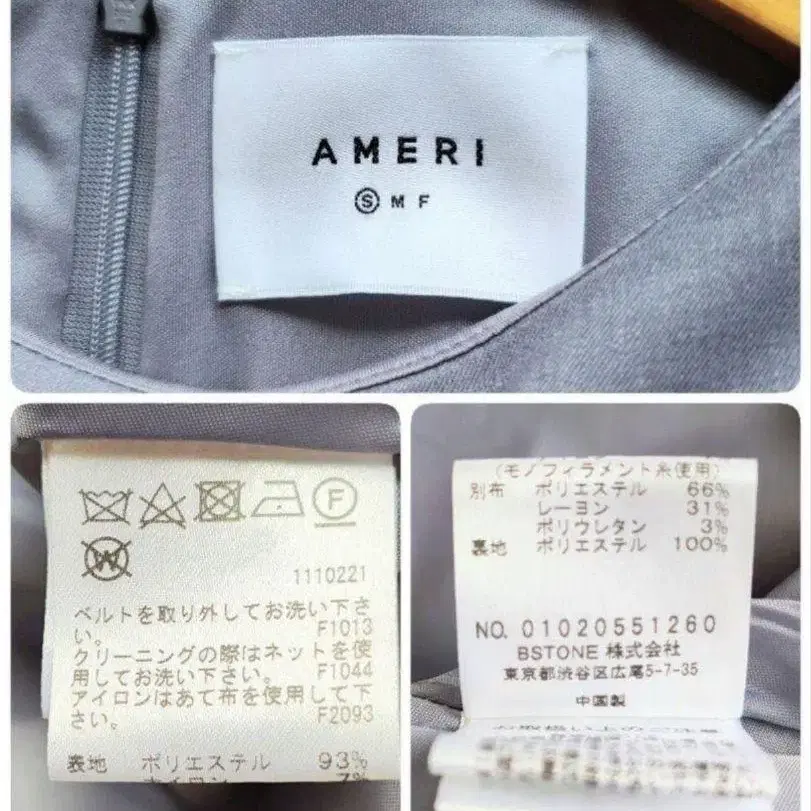 AMERI
Ⓢ M F
F
W
1110221
ベルトを取り外してお洗い下さ
い。 F1013
クリーニングの際はネットを使
用してお洗い下さい。 F1044
アイロンはあて布を使用して下
さい。 F2093
表地 ポリエステル 93%
ナイロン 7%
(モノフィラメント糸使用)
別布 ポリエステル 66%
レーヨン 31%
ポリウレタン 3%
裏地 ポリエステル 100%
NO. 01020551260
BSTONE 株式会社
東京都渋谷区広尾5-7-35
中国製